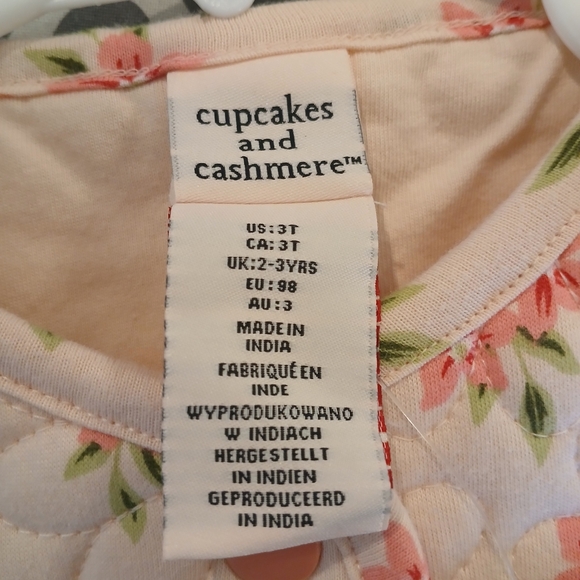 cupcakes
and
cashmere™
US:3T
CA:3T
UK:2-3YRS
EU:98
AU:3
MADE IN
INDIA
FABRIQUÉ EN
INDE
WYPRODUKOWANO
W INDIACH
HERGESTELLT
IN INDIEN
GEPRODUCEERD
IN INDIA